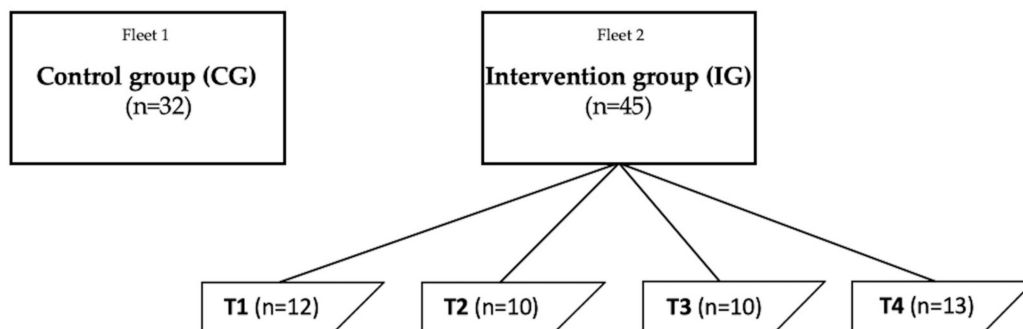 Fleet 1
Control group (CG)
(n=32)
Fleet 2
Intervention group (IG)
(n=45)
T1 (n=12)
T2 (n=10)
T3 (n=10)
T4 (n=13)